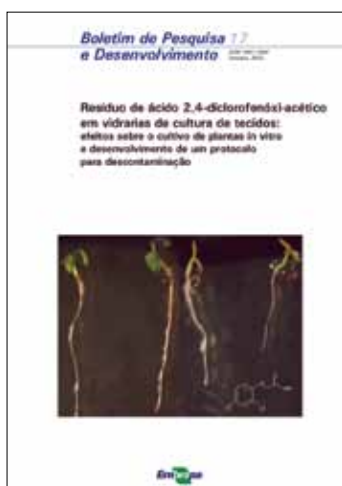 Boletim de Pesquisa 17
e Desenvolvimento
Resíduo de ácido 2,4-diclorofenóxi-acético
em vidrarias de cultura de tecidos:
efeitos sobre o cultivo de plantas in vitro
e desenvolvimento de um protocolo
para descontaminação
Embrapa